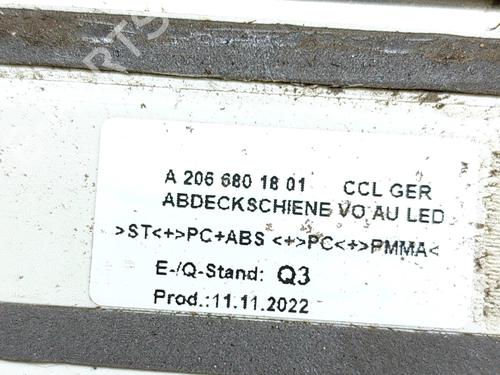 A 206 680 18 01 CCL GER
ABDECKSCHIENE VO AU LED
>ST<+>PC+ABS <+>PC<+>PMMA<
E-/Q-Stand: Q3
Prod.:11.11.2022